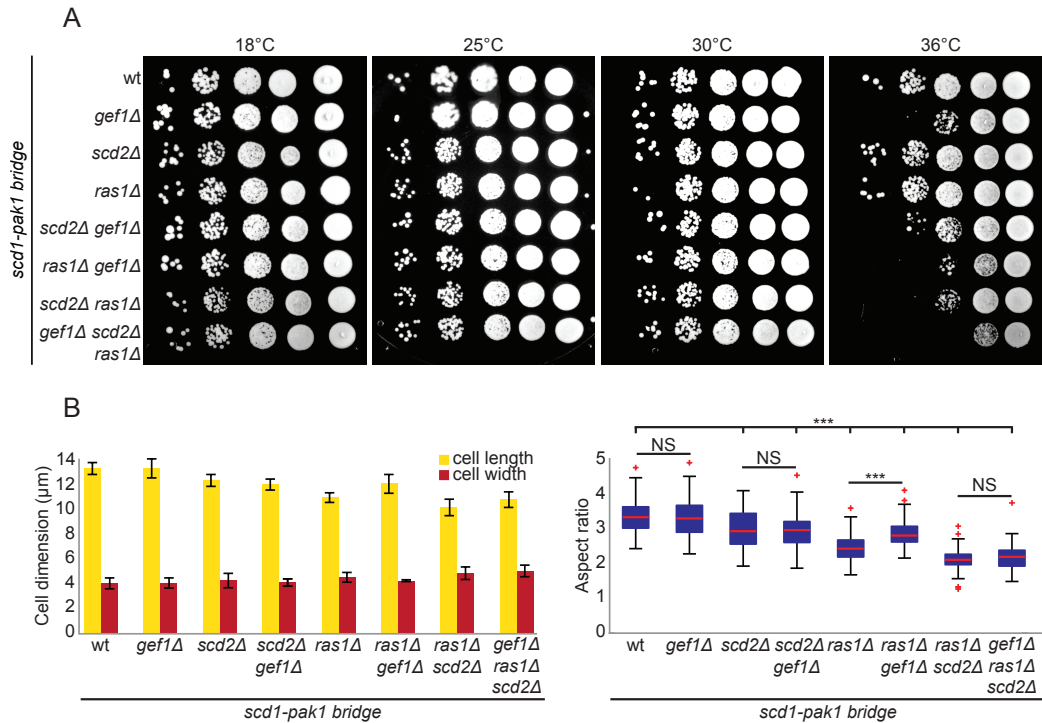 A
18°C 25°C 30°C 36°C
scd1-pak1 bridge
wt
gef1Δ
scd2Δ
ras1Δ
scd2Δ gef1Δ
ras1Δ gef1Δ
scd2Δ ras1Δ
gef1Δ scd2Δ
ras1Δ
B
Cell dimension (µm)
14
12
10
8
6
4
2
0
cell length
cell width
wt gef1Δ scd2Δ scd2Δ ras1Δ ras1Δ ras1Δ gef1Δ
gef1Δ gef1Δ scd2Δ ras1Δ
scd2Δ
scd1-pak1 bridge
***
NS NS *** NS
Aspect ratio
5
4
3
2
1
0
wt gef1Δ scd2Δ scd2Δ ras1Δ ras1Δ ras1Δ gef1Δ
gef1Δ gef1Δ scd2Δ ras1Δ
scd2Δ
scd1-pak1 bridge